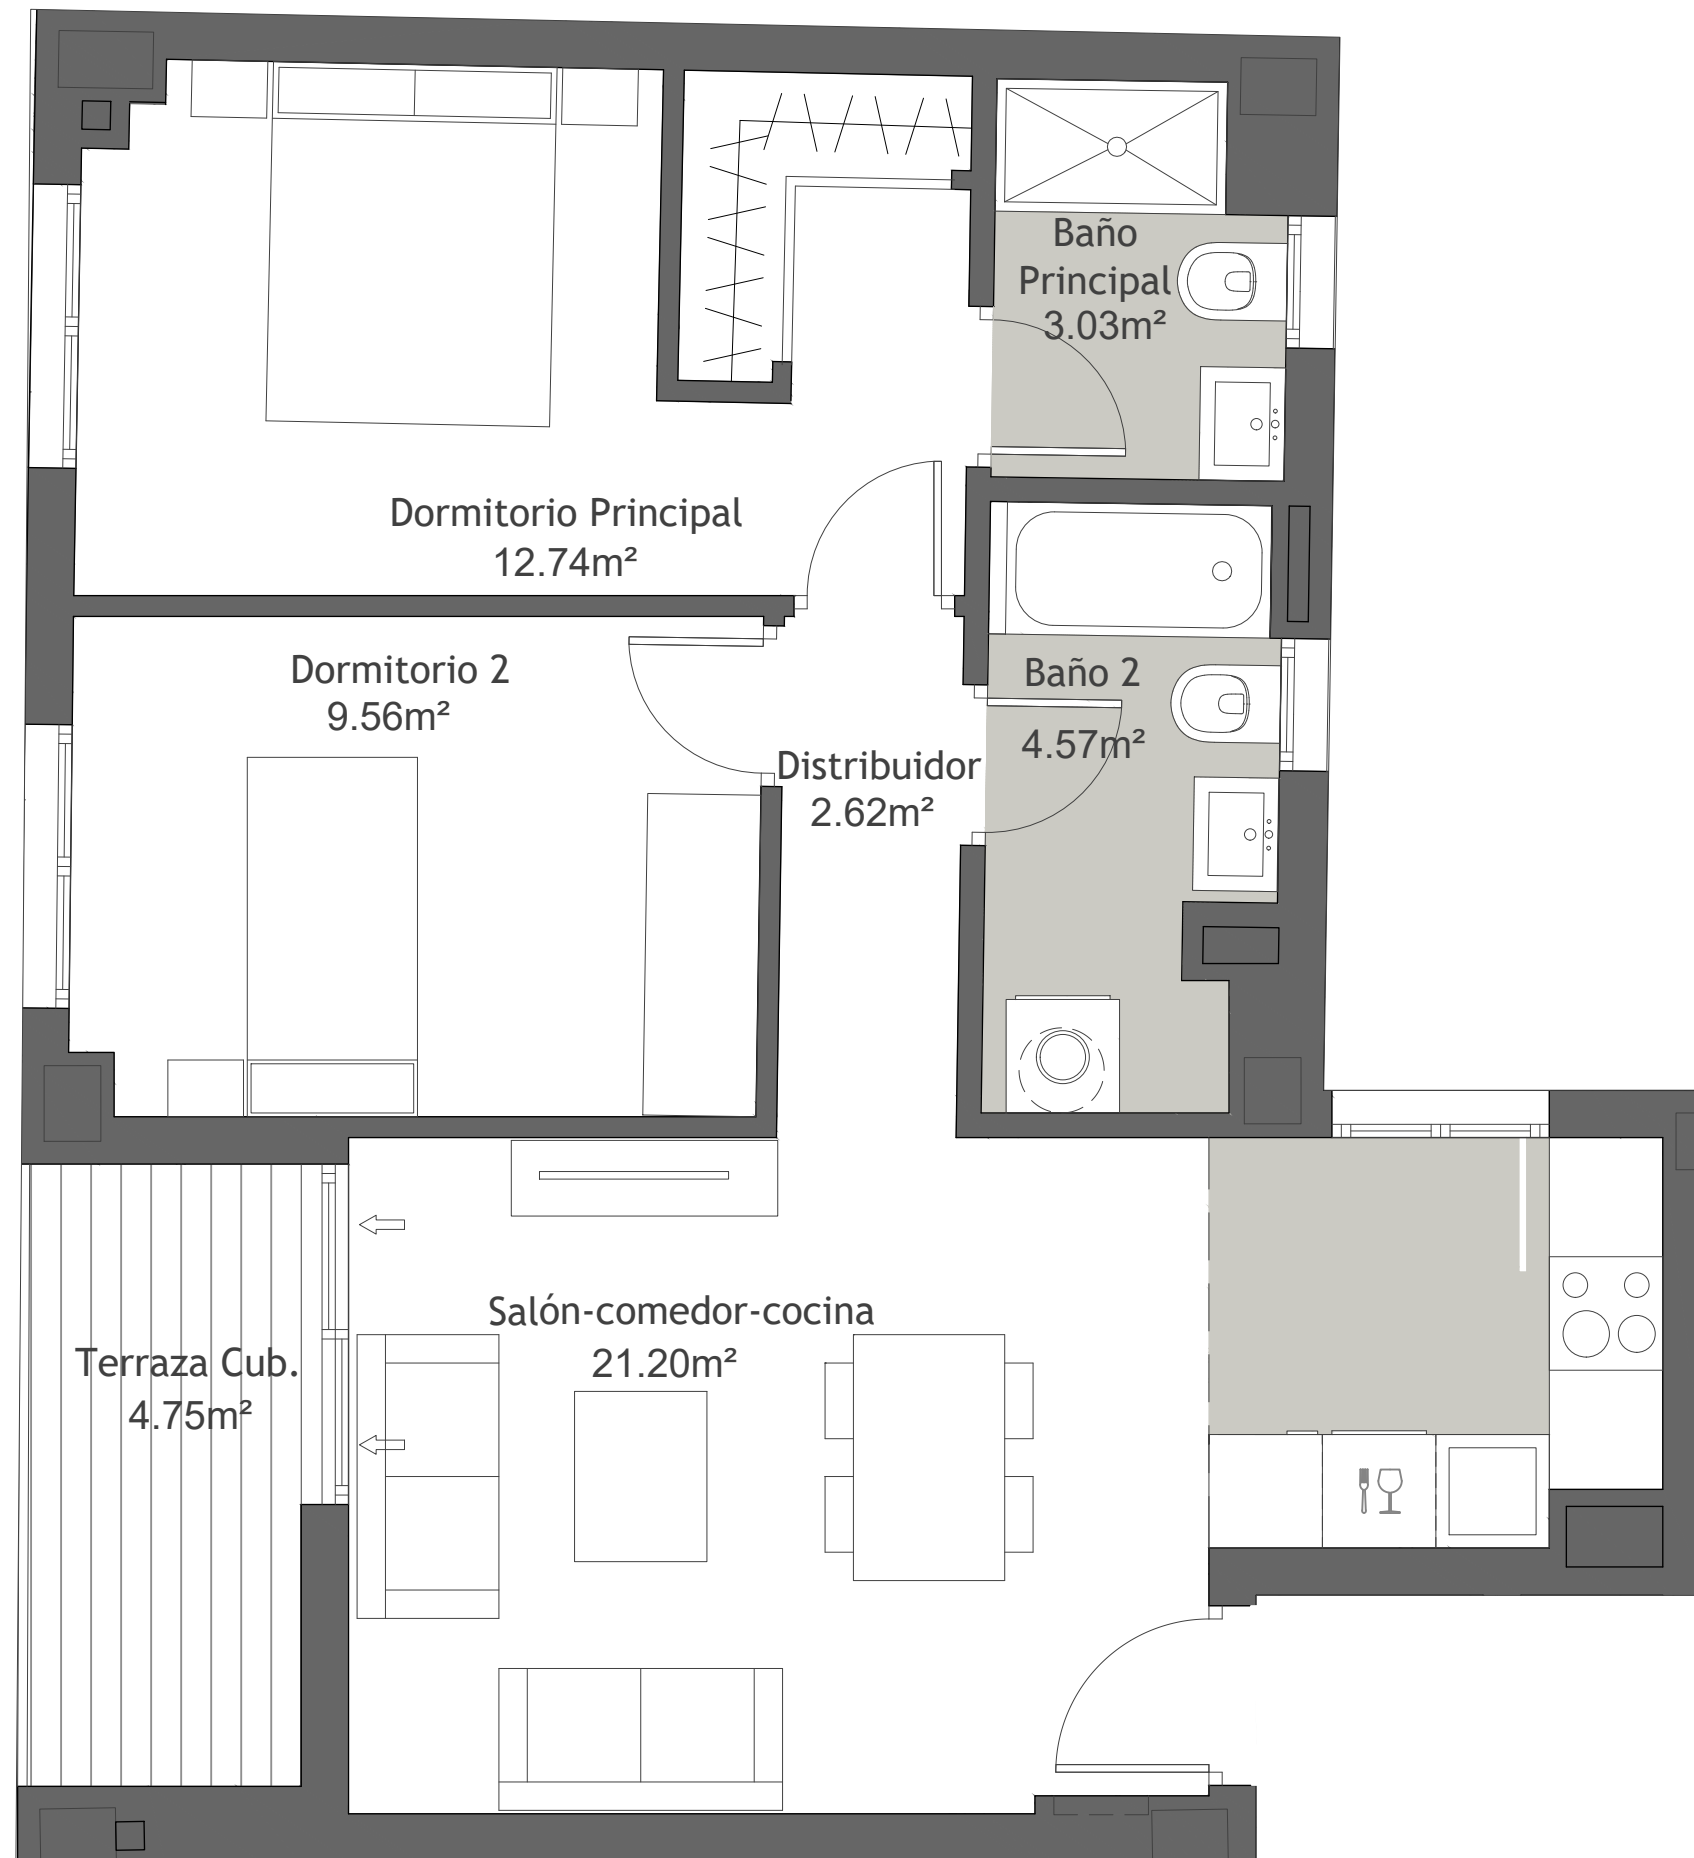 Baño
Principal
3.03m²
Dormitorio Principal
12.74m²
Dormitorio 2
9.56m²
Baño 2
4.57m²
Distribuidor
2.62m²
Salón-comedor-cocina
21.20m²
Terraza Cub.
4.75m²